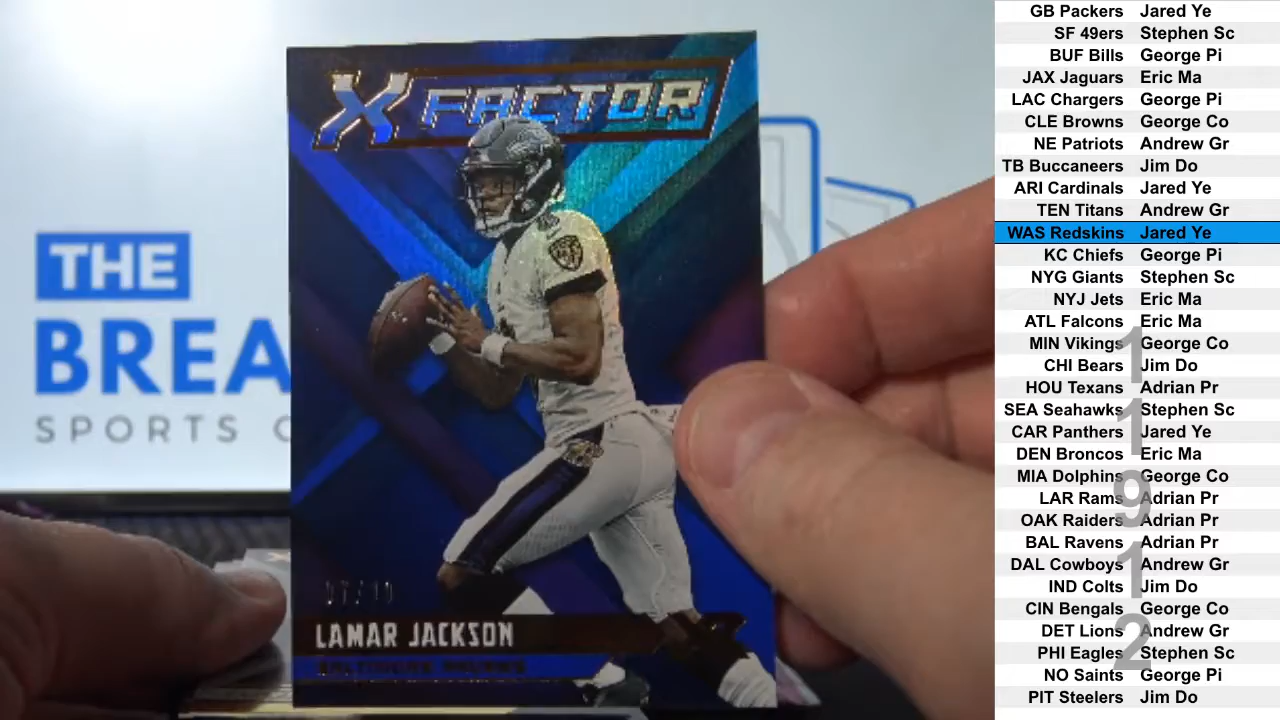 X FACTOR
THE
BREA
SPORTS C
LAMAR JACKSON
BALTIMORE RAVENS
GB Packers Jared Ye
SF 49ers Stephen Sc
BUF Bills George Pi
JAX Jaguars Eric Ma
LAC Chargers George Pi
CLE Browns George Co
NE Patriots Andrew Gr
TB Buccaneers Jim Do
ARI Cardinals Jared Ye
TEN Titans Andrew Gr
WAS Redskins Jared Ye
KC Chiefs George Pi
NYG Giants Stephen Sc
NYJ Jets Eric Ma
ATL Falcons Eric Ma
MIN Vikings George Co
CHI Bears Jim Do
HOU Texans Adrian Pr
SEA Seahawks Stephen Sc
CAR Panthers Jared Ye
DEN Broncos Eric Ma
MIA Dolphins George Co
LAR Rams Adrian Pr
OAK Raiders Adrian Pr
BAL Ravens Adrian Pr
DAL Cowboys Andrew Gr
IND Colts Jim Do
CIN Bengals George Co
DET Lions Andrew Gr
PHI Eagles Stephen Sc
NO Saints George Pi
PIT Steelers Jim Do
1
1
9
1
2